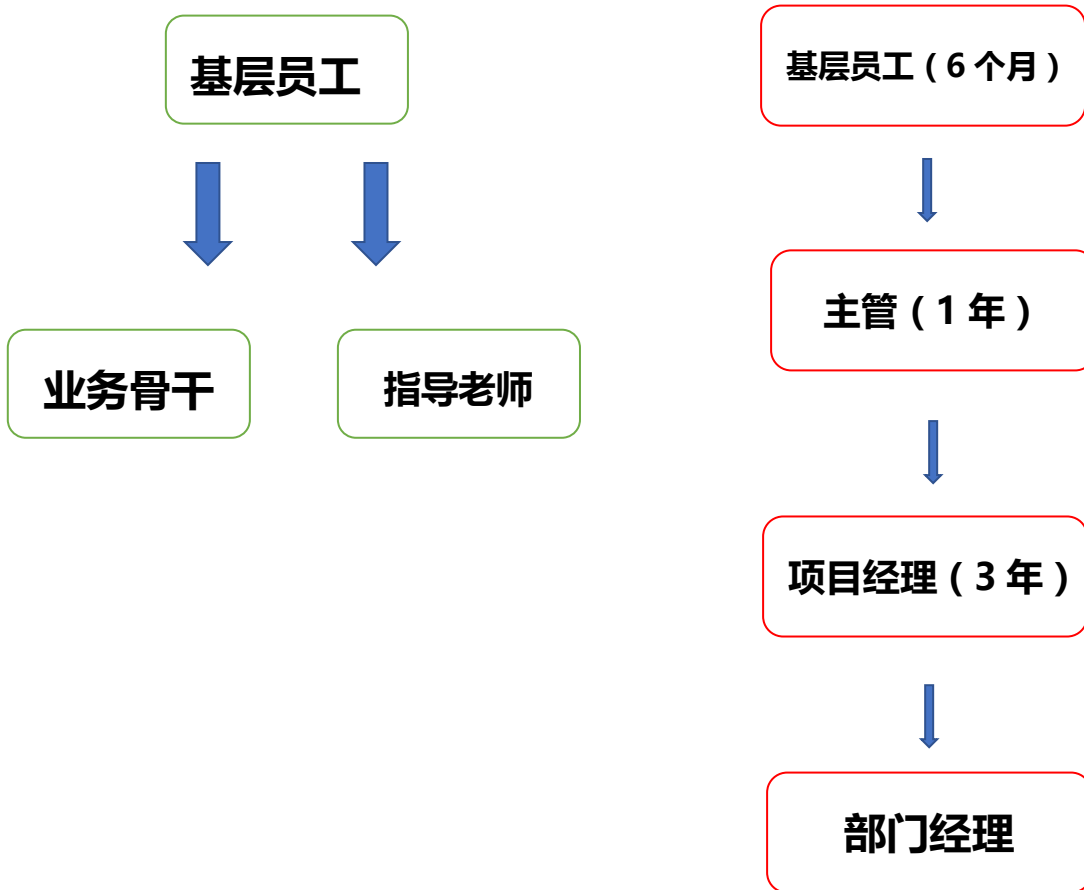 基层员工
业务骨干
指导老师
基层员工（6 个月）
主管（1 年）
项目经理（3 年）
部门经理